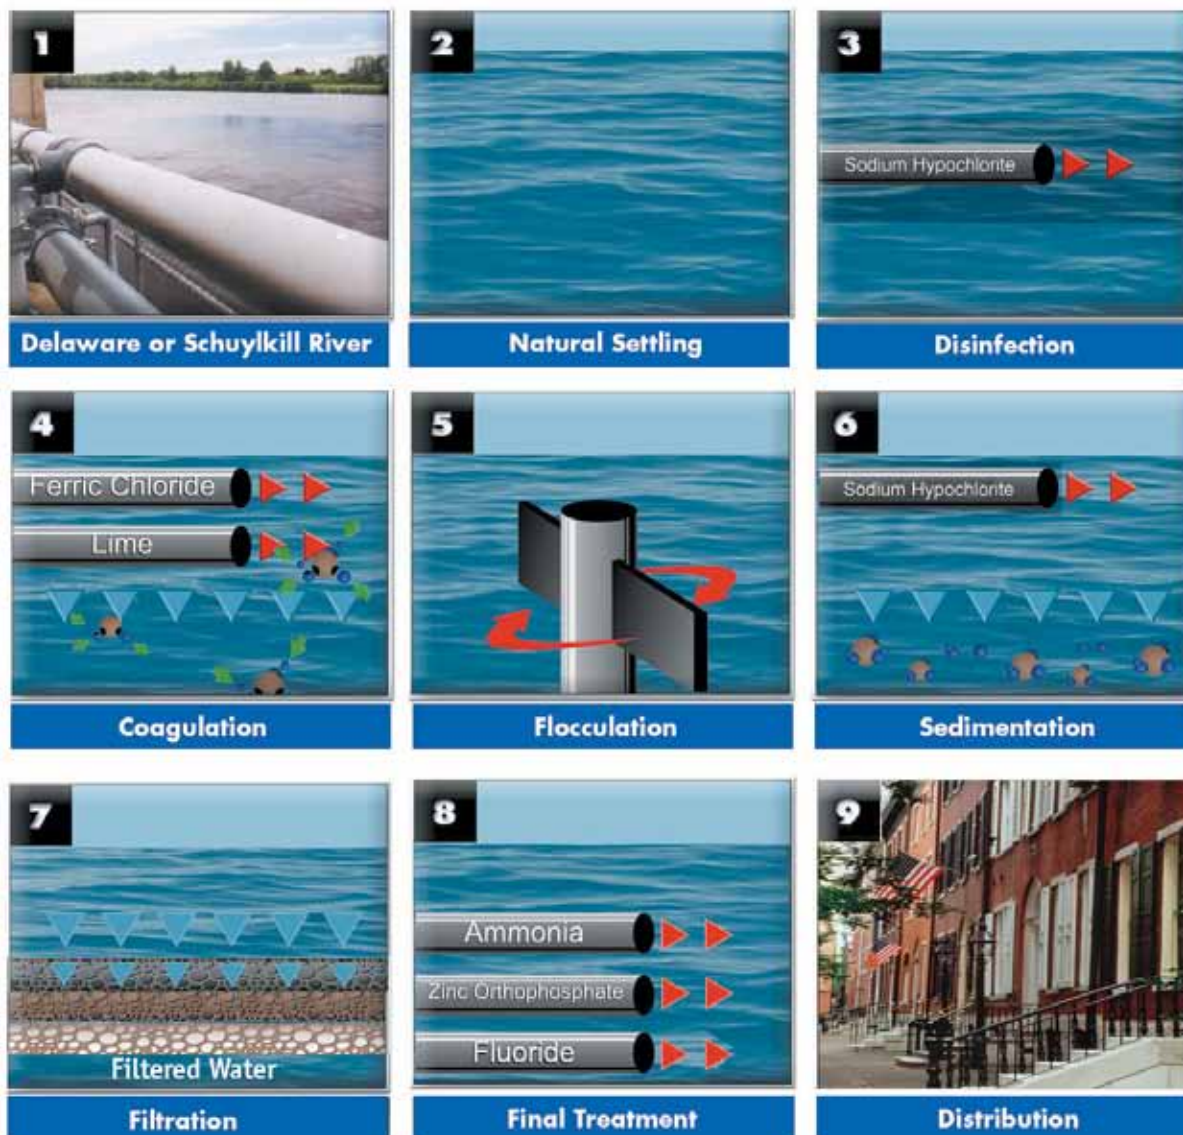 1
2
3
Sodium Hypochlorite
Delaware or Schuylkill River
Natural Settling
Disinfection
4
5
6
Ferric Chloride
Sodium Hypochlorite
Lime
Coagulation
Flocculation
Sedimentation
7
8
9
Ammonia
Zinc Orthophosphate
Fluoride
Filtered Water
Filtration
Final Treatment
Distribution